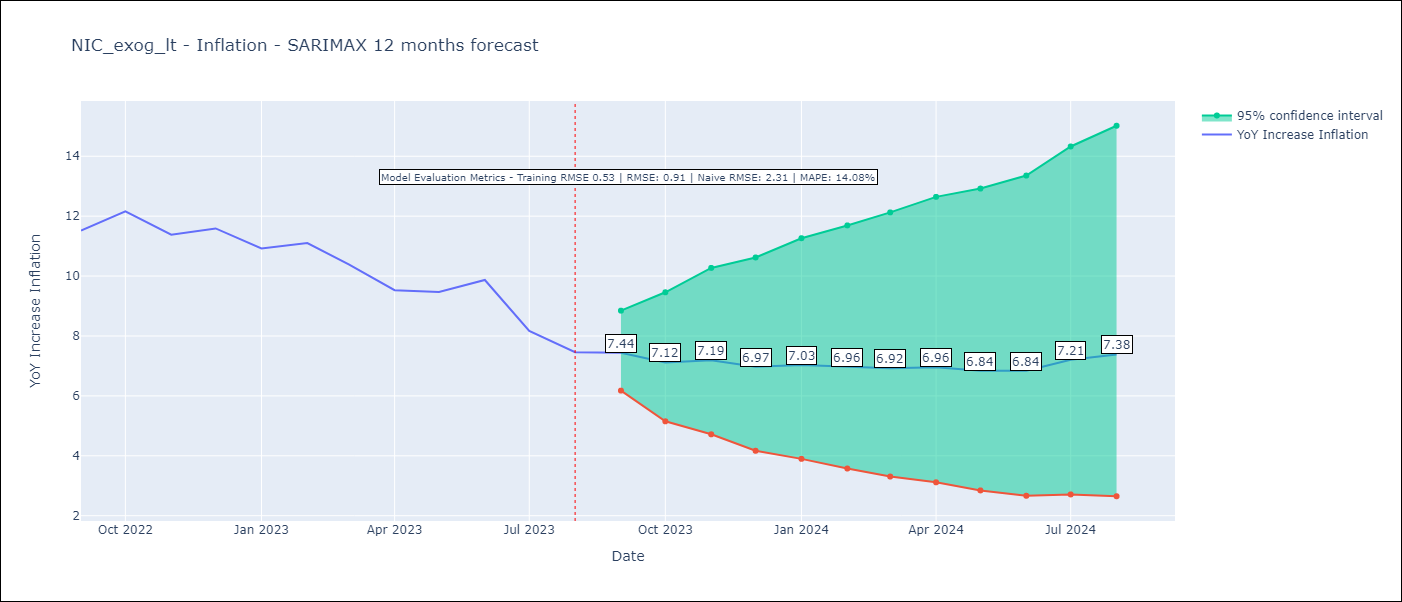 NIC_exog_lt - Inflation - SARIMAX 12 months forecast
95% confidence interval
YoY Increase Inflation
Model Evaluation Metrics - Training RMSE 0.53 | RMSE: 0.91 | Naive RMSE: 2.31 | MAPE: 14.08%
YoY Increase Inflation
14
12
10
8
6
4
2
7.44
7.12
7.19
6.97
7.03
6.96
6.92
6.96
6.84
6.84
7.21
7.38
Oct 2022
Jan 2023
Apr 2023
Jul 2023
Oct 2023
Jan 2024
Apr 2024
Jul 2024
Date